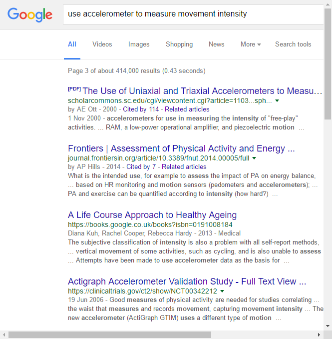 Google
use accelerometer to measure movement intensity
All Videos Images Shopping News More Search tools
Page 3 of about 414,000 results (0.43 seconds)
[PDF] The Use of Uniaxial and Triaxial Accelerometers to Measu...
scholarcommons.sc.edu/cgi/viewcontent.cgi?article=1103...sph...
by AE Ott - 2000 - Cited by 114 - Related articles
1 Nov 2000 - accelerometers for use in measuring the intensity of "free-play"
activities. ... RAM, a low-power operational amplifier, and piezoelectric motion ...
Frontiers | Assessment of Physical Activity and Energy ...
journal.frontiersin.org/article/10.3389/fnut.2014.00005/full
by AP Hills - 2014 - Cited by 7 - Related articles
What is the intended use, for example to assess the impact of PA on energy balance,
... based on HR monitoring and motion sensors (pedometers and accelerometers); ...
PA) exercise can be quantified according to intensity (how hard?) ...
A Life Course Approach to Healthy Ageing
https://books.google.co.uk/books?isbn=0191508184
Diana Kuh, Rachel Cooper, Rebecca Hardy - 2013 - Medical
The subjective classification of intensity is also a problem with all self-report methods,
... vertical movement of some activities, such as cycling, and is also unable to assess
... Attempts have been made to use accelerometer data as the basis for ...
Actigraph Accelerometer Validation Study - Full Text View ...
https://clinicaltrials.gov/ct2/show/NCT00342212
19 Jun 2006 - Good measures of physical activity are needed for studies correlating ...
the waist that measures and records movement, capturing movement intensity ... The
new accelerometer (ActiGraph GTIM) uses a different type of motion ...